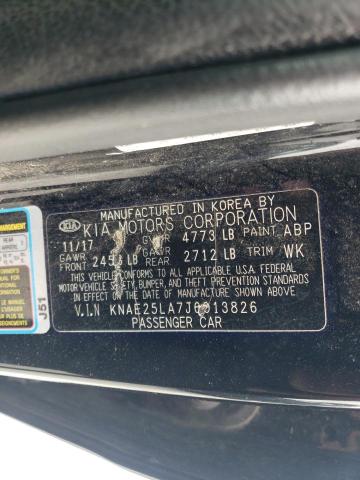 MANUFACTURED IN KOREA BY
KIA KIA MOTORS CORPORATION
11/17 GVWR 4773 LB PAINT ABP
GAWR GAWR
FRONT LB REAR 2712 LB TRIM WK
THIS VEHICLE CONFORMS TO ALL APPLICABLE U.S.A FEDERAL
MOTOR VEHICLE SAFETY, BUMPER, AND THEFT PREVENTION
STANDARDS IN EFFECT ON THE DATE OF MANUFACTURE SHOWN ABOVE.
V.I.N
PASSENGER CAR
J51
REAR